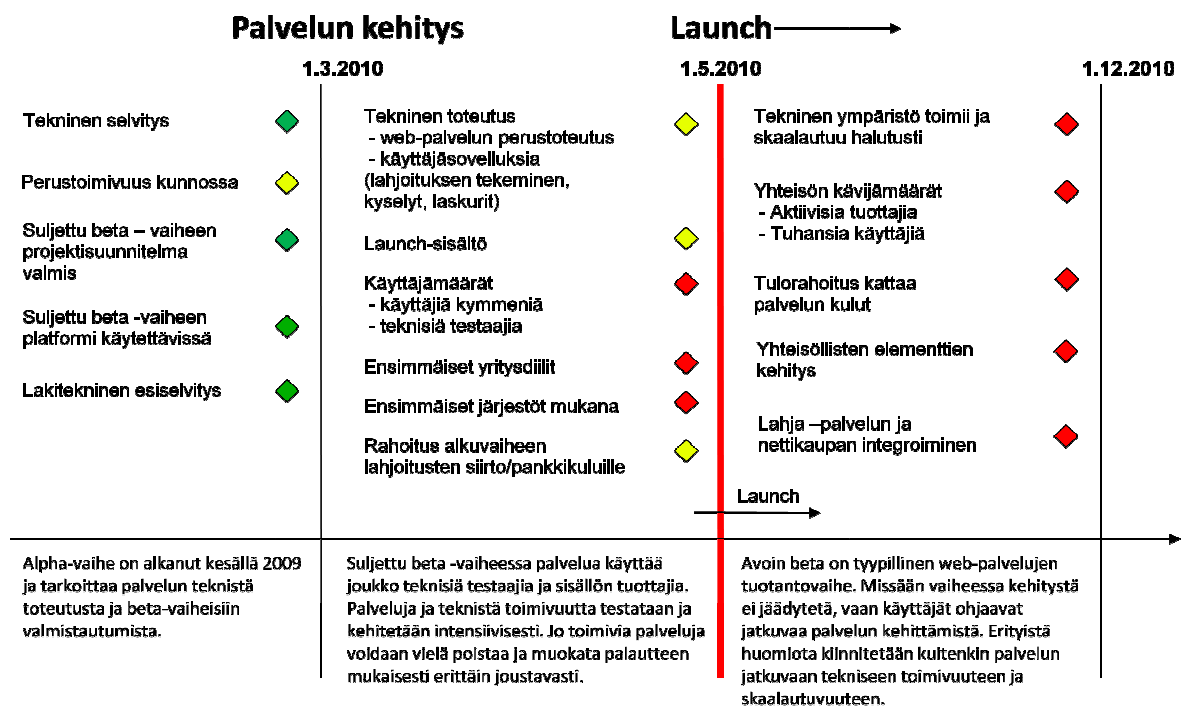 Palvelun kehitys
Launch
1.3.2010
1.5.2010
1.12.2010
Tekninen selvitys
Perustoimivuus kunnossa
Suljettu beta – vaiheen
projektisuunnitelma
valmis
Suljettu beta -vaiheen
platformi käytettävissä
Lakitekninen esiselvitys
Tekninen toteutus
- web-palvelun perustoteutus
- käyttäjäsovelluksia
(lahjoituksen tekeminen,
kyselyt, laskurit)
Launch-sisältö
Käyttäjämäärät
- käyttäjiä kymmeniä
- teknisiä testaajia
Ensimmäiset yritysdiilit
Ensimmäiset järjestöt mukana
Rahoitus alkuvaiheen
lahjoitusten siirto/pankkikuluille
Tekninen ympäristö toimii ja
skaalautuu halutusti
Yhteisön kävijämäärät
- Aktiivisia tuottajia
- Tuhansia käyttäjiä
Tulorahoitus kattaa
palvelun kulut
Yhteisöllisten elementtien
kehitys
Lahja –palvelun ja
nettikaupan integroiminen
Launch
Alpha-vaihe on alkanut kesällä 2009
ja tarkoittaa palvelun teknistä
toteutusta ja beta-vaiheisiin
valmistautumista.
Suljettu beta -vaiheessa palvelua käyttää
joukko teknisiä testaajia ja sisällön tuottajia.
Palveluja ja teknistä toimivuutta testataan ja
kehitetään intensiivisesti. Jo toimivia palveluja
voidaan vielä poistaa ja muokata palautteen
mukaisesti erittäin joustavasti.
Avoin beta on tyypillinen web-palvelujen
tuotantovaihe. Missään vaiheessa kehitystä
ei jäädytetä, vaan käyttäjät ohjaavat
jatkuvaa palvelun kehittämistä. Erityistä
huomiota kiinnitetään kuitenkin palvelun
jatkuvaan tekniseen toimivuuteen ja
skaalautuvuuteen.